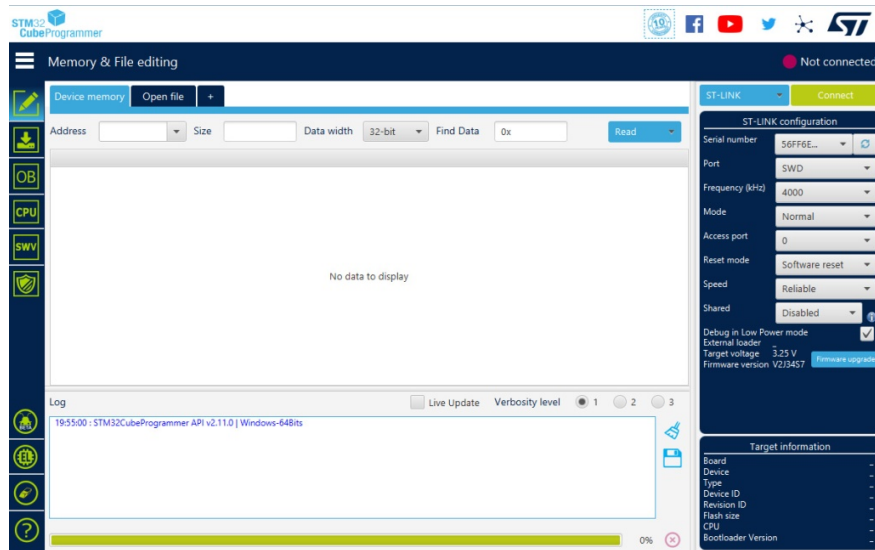 STM32
CubeProgrammer
10
Memory & File editing
Not connected
Device memory Open file +
ST-LINK Connect
Address Size Data width 32-bit Find Data 0x Read
ST-LINK configuration
Serial number 56FF6E...
Port SWD
Frequency (kHz) 4000
Mode Normal
Access port 0
Reset mode Software reset
Speed Reliable
Shared Disabled
Debug in Low Power mode
External loader _
Target voltage 3.25 V
Firmware version V2J34S7
Firmware upgrade
OB
CPU
SWV
No data to display
Log Live Update Verbosity level 1 2 3
19:55:00 : STM32CubeProgrammer API v2.11.0 | Windows-64Bits
Target information
Board _
Device _
Type _
Device ID _
Revision ID _
Flash size _
CPU _
Bootloader Version _
0%